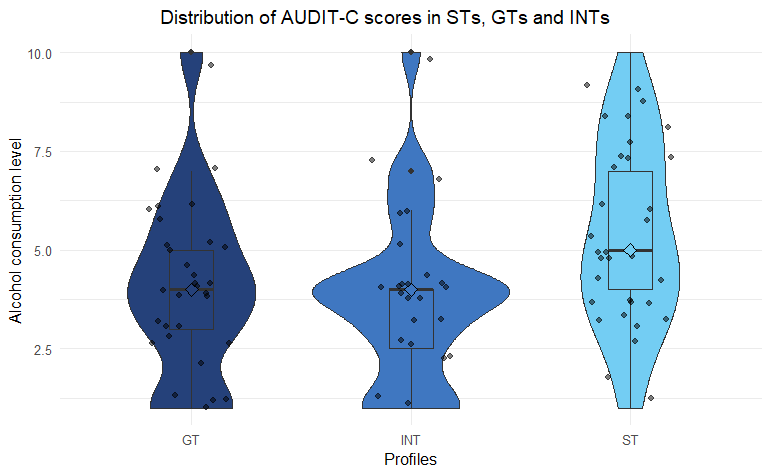 Distribution of AUDIT-C scores in STs, GTs and INTs
Alcohol consumption level
10.0
7.5
5.0
2.5
GT INT ST
Profiles